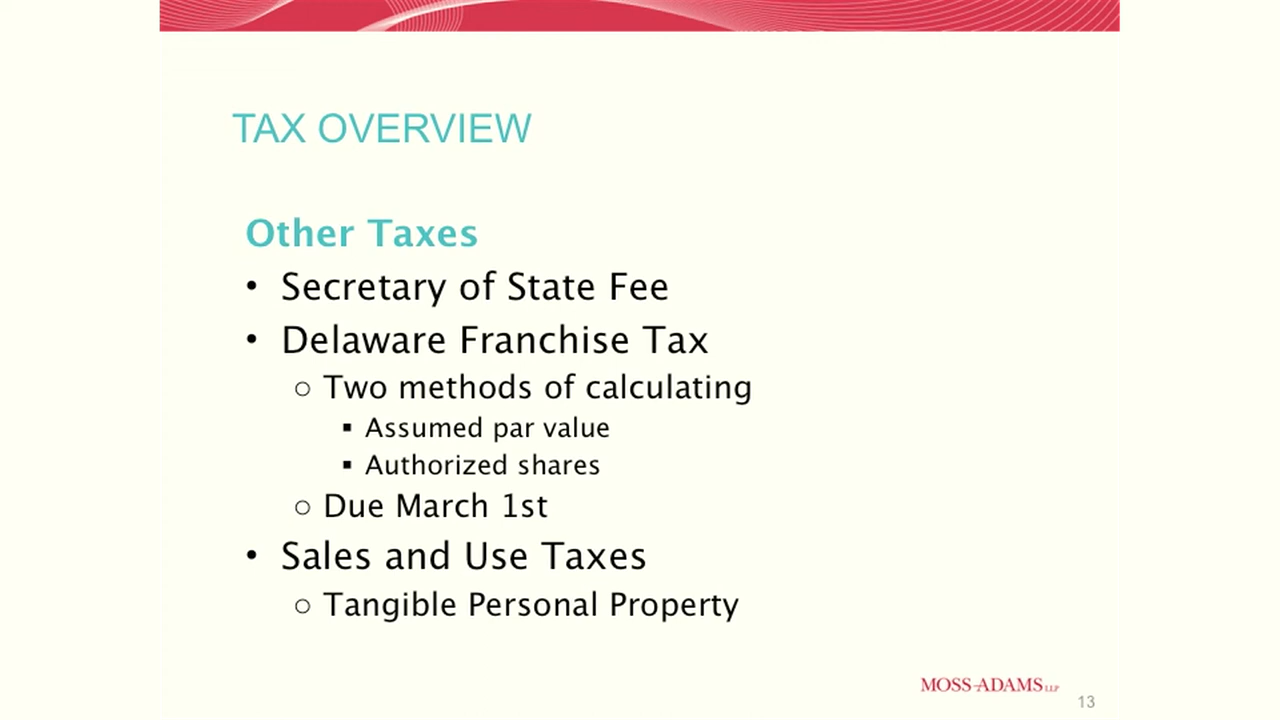 TAX OVERVIEW
Other Taxes
• Secretary of State Fee
• Delaware Franchise Tax
○ Two methods of calculating
▪ Assumed par value
▪ Authorized shares
○ Due March 1st
• Sales and Use Taxes
○ Tangible Personal Property
MOSS-ADAMS LLP
13